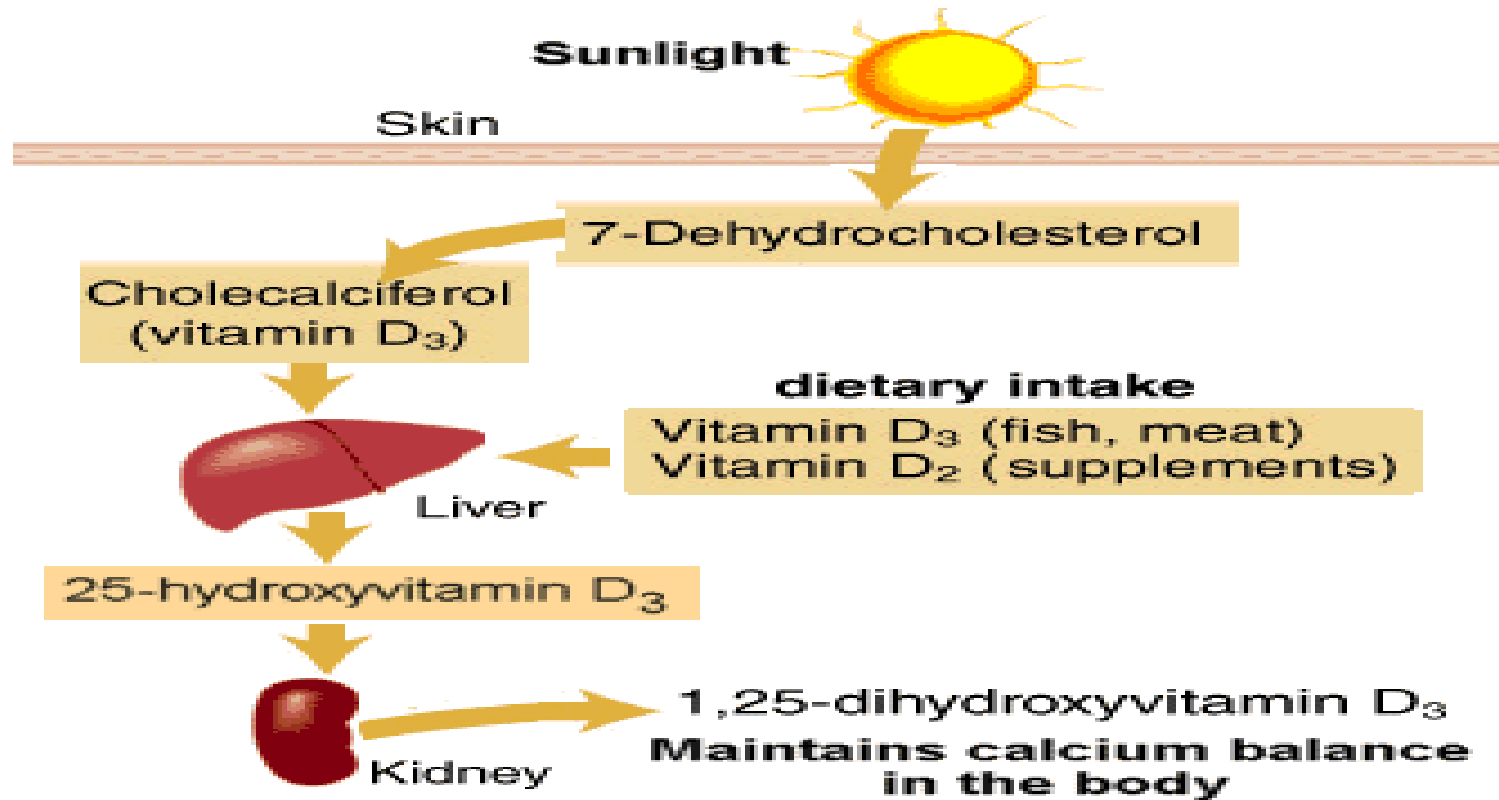 Sunlight
Skin
7-Dehydrocholesterol
Cholecalciferol
(vitamin D₃)
dietary intake
Vitamin D₃ (fish, meat)
Vitamin D₂ (supplements)
Liver
25-hydroxyvitamin D₃
1,25-dihydroxyvitamin D₃
Maintains calcium balance
in the body
Kidney